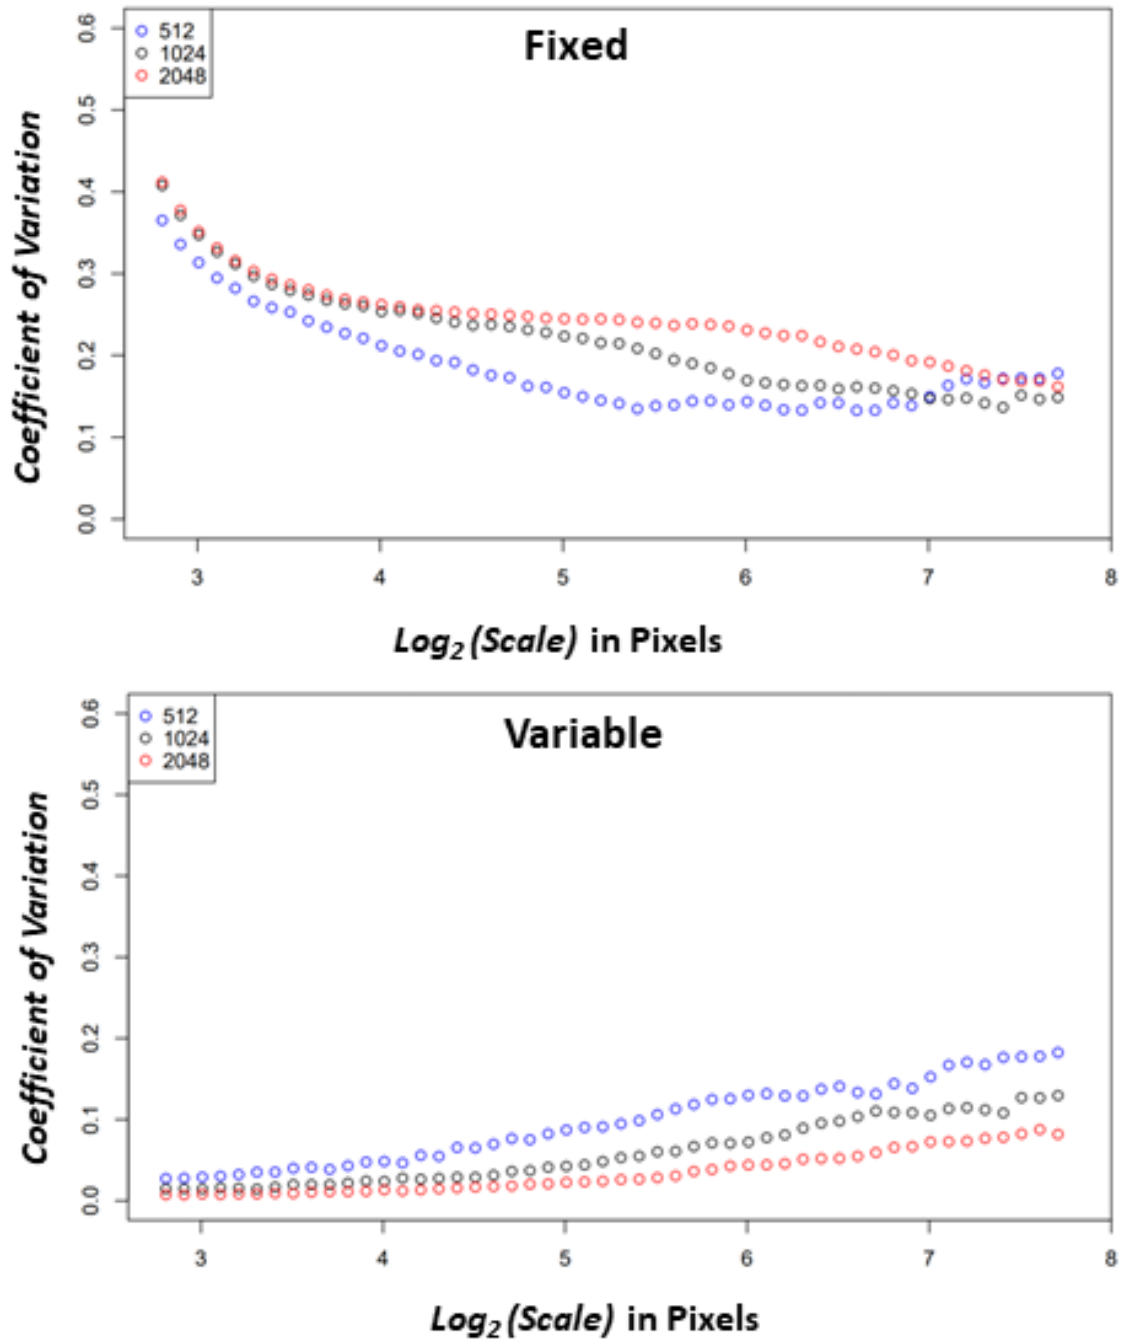 Fixed
512
1024
2048
Coefficient of Variation
0.6
0.5
0.4
0.3
0.2
0.1
0.0
3 4 5 6 7 8
Log2 (Scale) in Pixels
Variable
512
1024
2048
Coefficient of Variation
0.6
0.5
0.4
0.3
0.2
0.1
0.0
3 4 5 6 7 8
Log2 (Scale) in Pixels